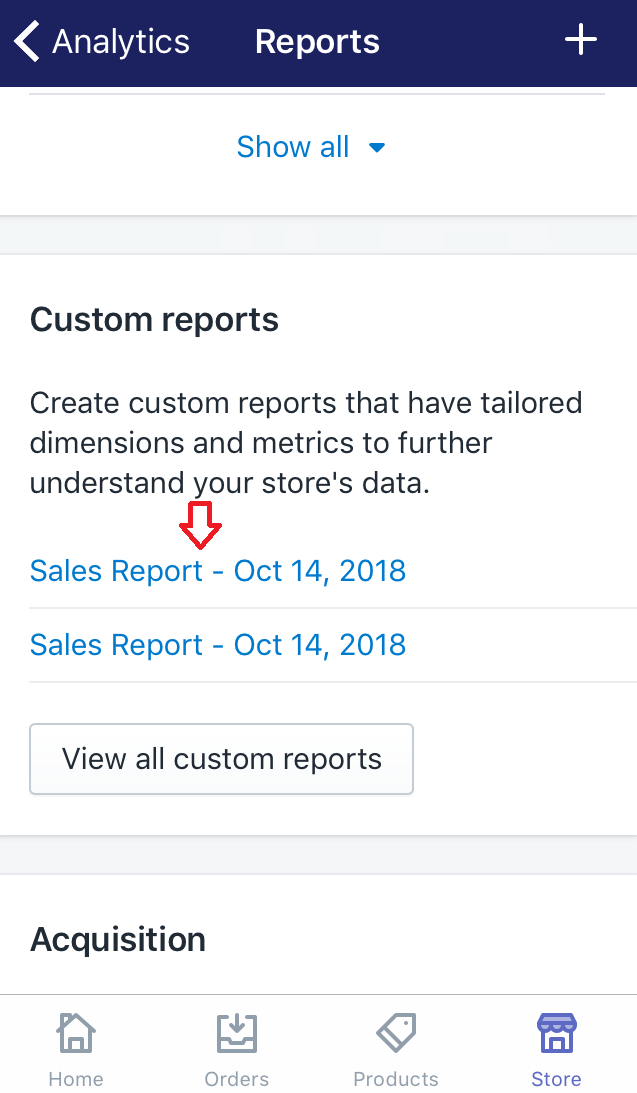 Analytics Reports +
Show all
Custom reports
Create custom reports that have tailored
dimensions and metrics to further
understand your store's data.
Sales Report - Oct 14, 2018
Sales Report - Oct 14, 2018
View all custom reports
Acquisition
Home Orders Products Store